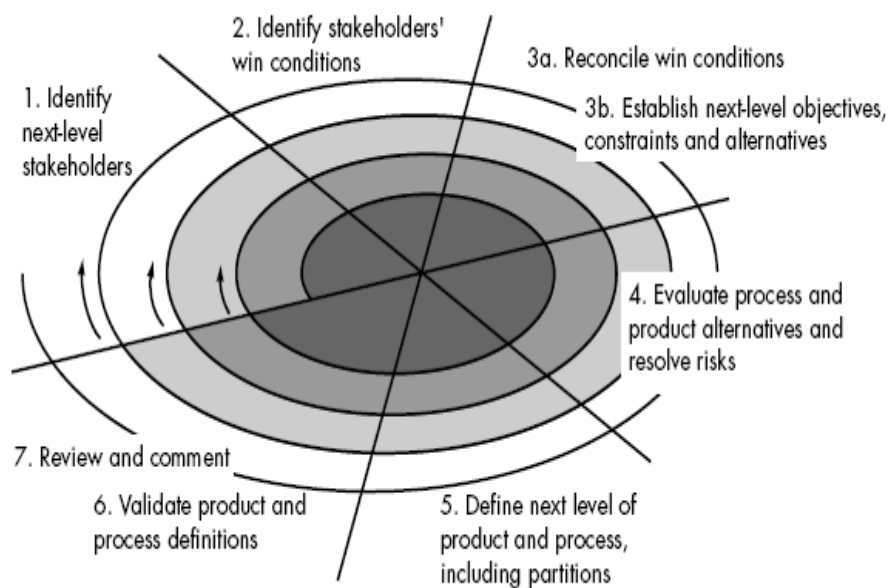 1. Identify
next-level
stakeholders
2. Identify stakeholders'
win conditions
3a. Reconcile win conditions
3b. Establish next-level objectives,
constraints and alternatives
4. Evaluate process and
product alternatives and
resolve risks
5. Define next level of
product and process,
including partitions
6. Validate product and
process definitions
7. Review and comment